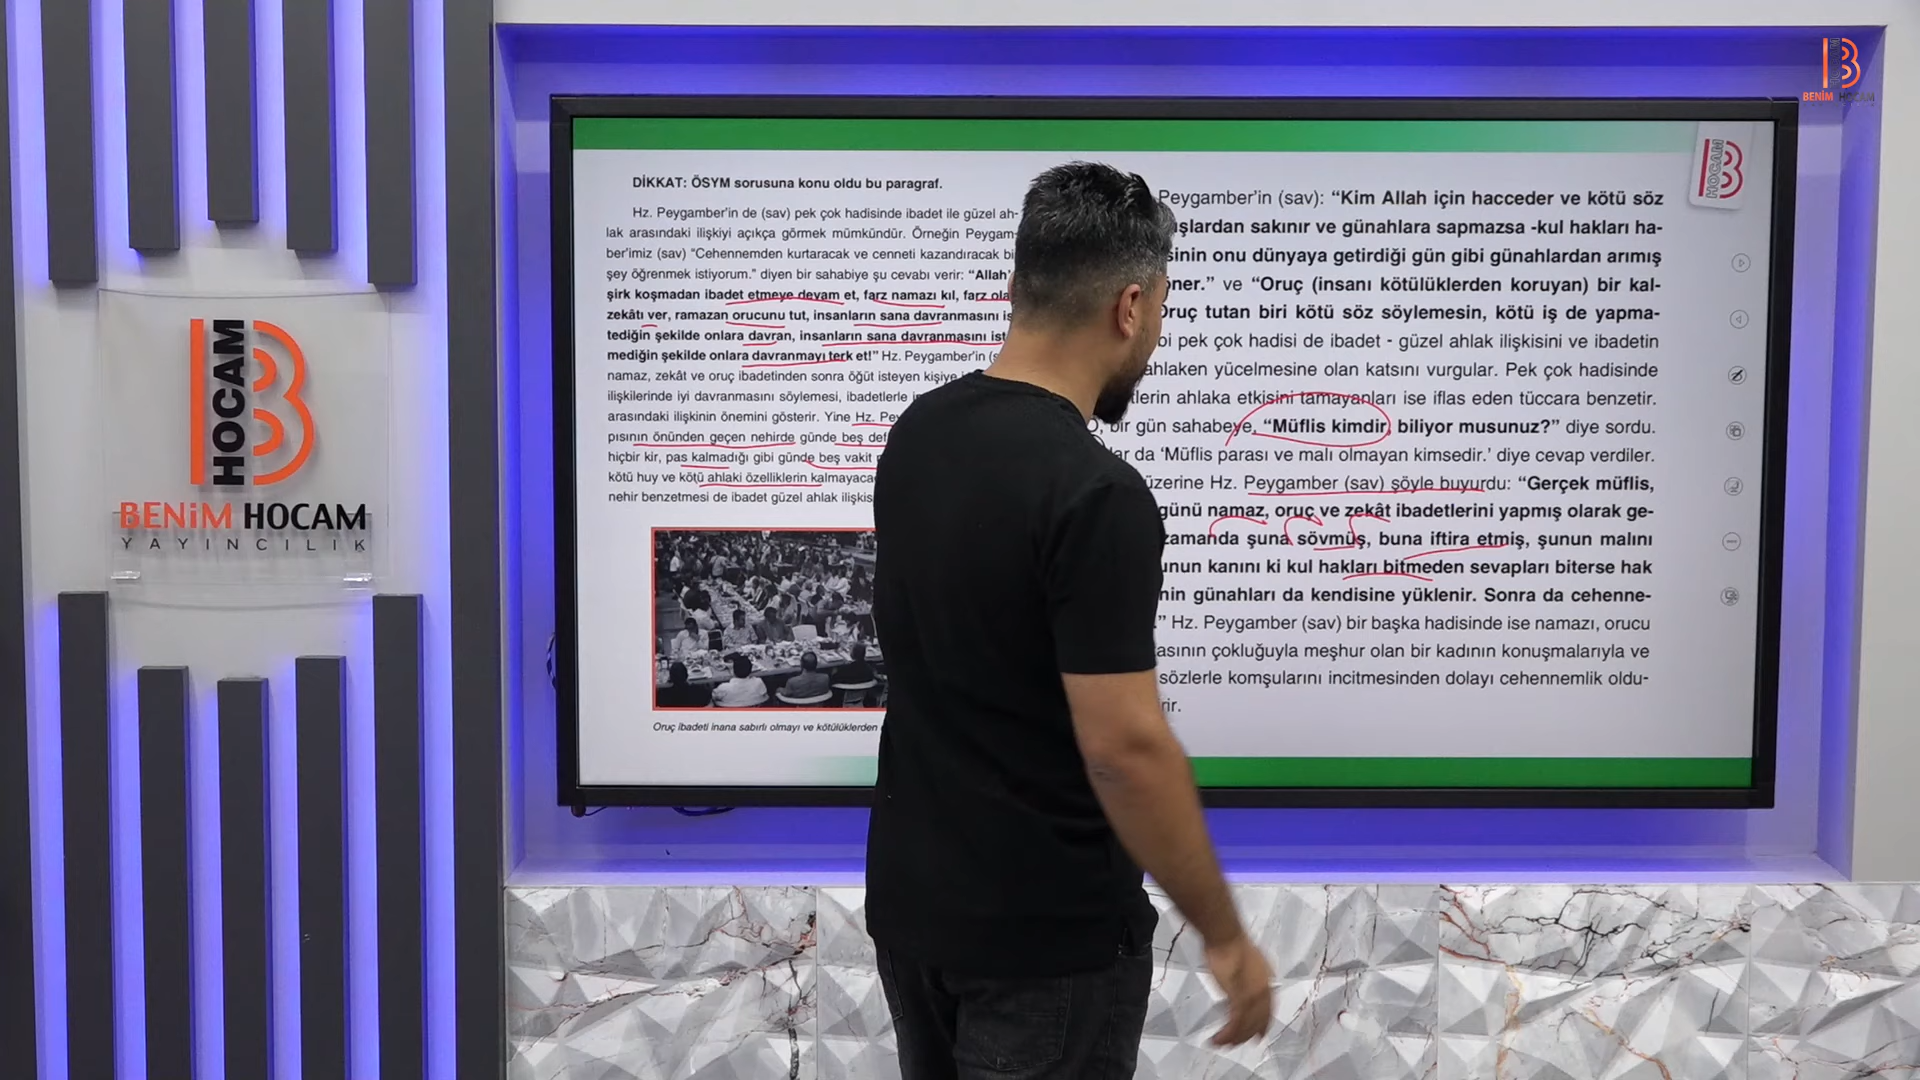 HOCAM
BENİM HOCAM
YAYINCILIK
DİKKAT: ÖSYM sorusuna konu oldu bu paragraf.
Hz. Peygamber’in de (sav) pek çok hadisinde ibadet ile güzel ah-
lak arasındaki ilişkiyi açıkça görmek mümkündür. Örneğin Peygam-
ber’imiz (sav) “Cehennemden kurtaracak ve cenneti kazandıracak bi
şey öğrenmek istiyorum.” diyen bir sahabiye şu cevabı verir: “Allah’
şirk koşmadan ibadet etmeye devam et, farz namazı kıl, farz ola
zekâtı ver, ramazan orucunu tut, insanların sana davranmasını is
tediğin şekilde onlara davran, insanların sana davranmasını ist
mediğin şekilde onlara davranmayı terk et!” Hz. Peygamber’in (s
namaz, zekât ve oruç ibadetinden sonra öğüt isteyen kişiye
ilişkilerinde iyi davranmasını söylemesi, ibadetlerle
arasındaki ilişkinin önemini gösterir. Yine Hz. Pey
pısının önünden geçen nehirde günde beş def
hiçbir kir, pas kalmadığı gibi günde beş vakit
kötü huy ve kötü ahlaki özelliklerin kalmayaca
nehir benzetmesi de ibadet güzel ahlak ilişkis
Oruç ibadeti inana sabırlı olmayı ve kötülüklerden
Peygamber’in (sav): “Kim Allah için hacceder ve kötü söz
ışlardan sakınır ve günahlara sapmazsa -kul hakları ha-
sinin onu dünyaya getirdiği gün gibi günahlardan arımış
öner.” ve “Oruç (insanı kötülüklerden koruyan) bir kal-
Oruç tutan biri kötü söz söylemesin, kötü iş de yapma-
bi pek çok hadisi de ibadet - güzel ahlak ilişkisini ve ibadetin
ahlaken yücelmesine olan katsını vurgular. Pek çok hadisinde
tlerin ahlaka etkisini tamayanları ise iflas eden tüccara benzetir.
O, bir gün sahabeye, “Müflis kimdir, biliyor musunuz?” diye sordu.
lar da ‘Müflis parası ve malı olmayan kimsedir.’ diye cevap verdiler.
üzerine Hz. Peygamber (sav) şöyle buyurdu: “Gerçek müflis,
günü namaz, oruç ve zekât ibadetlerini yapmış olarak ge-
zamanda şuna sövmüş, buna iftira etmiş, şunun malını
unun kanını ki kul hakları bitmeden sevapları biterse hak
nin günahları da kendisine yüklenir. Sonra da cehenne-
.” Hz. Peygamber (sav) bir başka hadisinde ise namazı, orucu
asının çokluğuyla meşhur olan bir kadının konuşmalarıyla ve
sözlerle komşularını incitmesinden dolayı cehennemlik oldu-
rir.
HOCAM
BENİM HOCAM